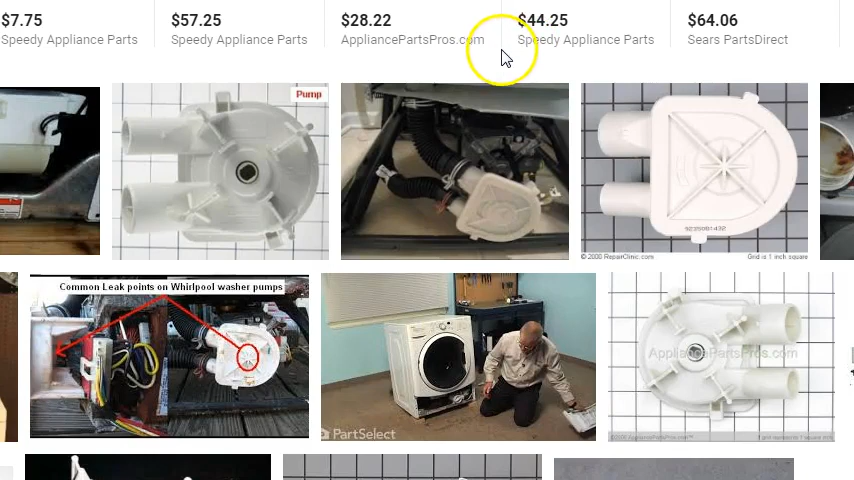 $7.75
Speedy Appliance Parts
$57.25
Speedy Appliance Parts
$28.22
AppliancePartsPros.com
$44.25
Speedy Appliance Parts
$64.06
Sears PartsDirect
Pump
© 2000 RepairClinic.com
Grid is 1 inch square
Common Leak points on Whirlpool washer pumps
PartSelect
AppliancePartsPros.com